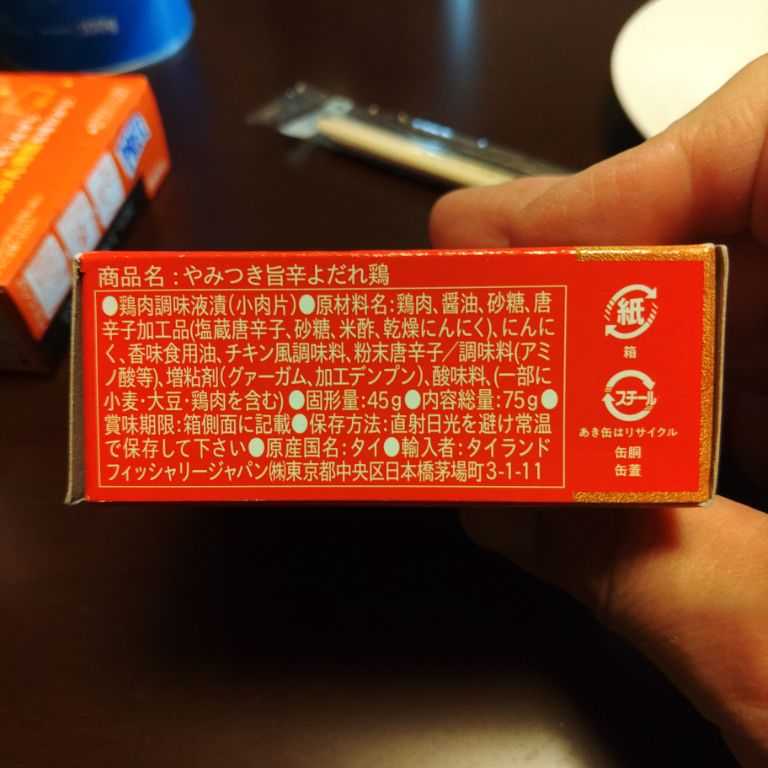 商品名:やみつき旨辛よだれ鶏
●鶏肉調味液漬(小肉片)●原材料名:鶏肉、醤油、砂糖、唐
辛子加工品(塩蔵唐辛子、砂糖、米酢、乾燥にんにく)、にんに
く、香味食用油、チキン風調味料、粉末唐辛子/調味料(アミ
ノ酸等)、増粘剤(グァーガム、加工デンプン)、酸味料、(一部に
小麦・大豆・鶏肉を含む)●固形量:45g●内容総量:75g●
賞味期限:箱側面に記載●保存方法:直射日光を避け常温
で保存して下さい●原産国名:タイ●輸入者:タイランド
フィッシャリージャパン㈱東京都中央区日本橋茅場町3-1-11
紙
箱
スチール
あき缶はリサイクル
缶胴
缶蓋